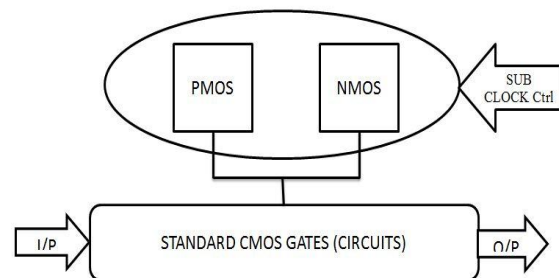 PMOS
NMOS
SUB
CLOCK Ctrl
I/P
STANDARD CMOS GATES (CIRCUITS)
O/P